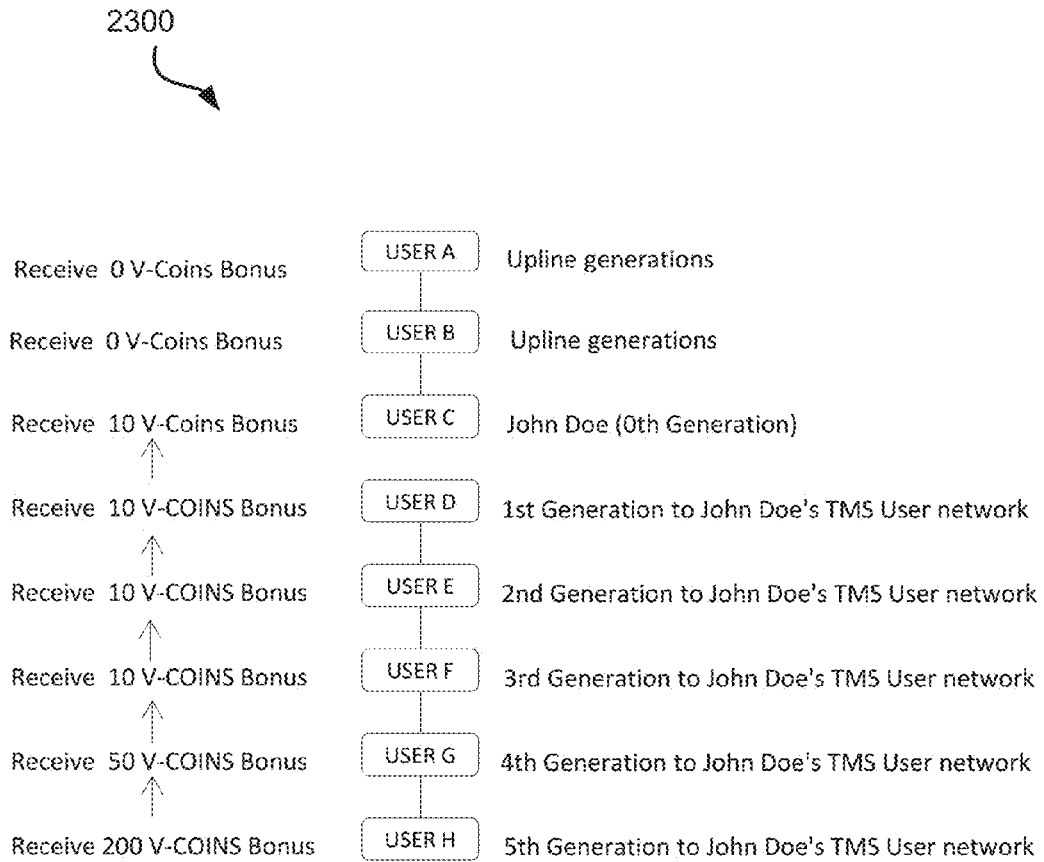 2300
Receive 0 V-Coins Bonus USER A Upline generations
Receive 0 V-Coins Bonus USER B Upline generations
Receive 10 V-Coins Bonus USER C John Doe (0th Generation)
Receive 10 V-COINS Bonus USER D 1st Generation to John Doe's TMS User network
Receive 10 V-COINS Bonus USER E 2nd Generation to John Doe's TMS User network
Receive 10 V-COINS Bonus USER F 3rd Generation to John Doe's TMS User network
Receive 50 V-COINS Bonus USER G 4th Generation to John Doe's TMS User network
Receive 200 V-COINS Bonus USER H 5th Generation to John Doe's TMS User network